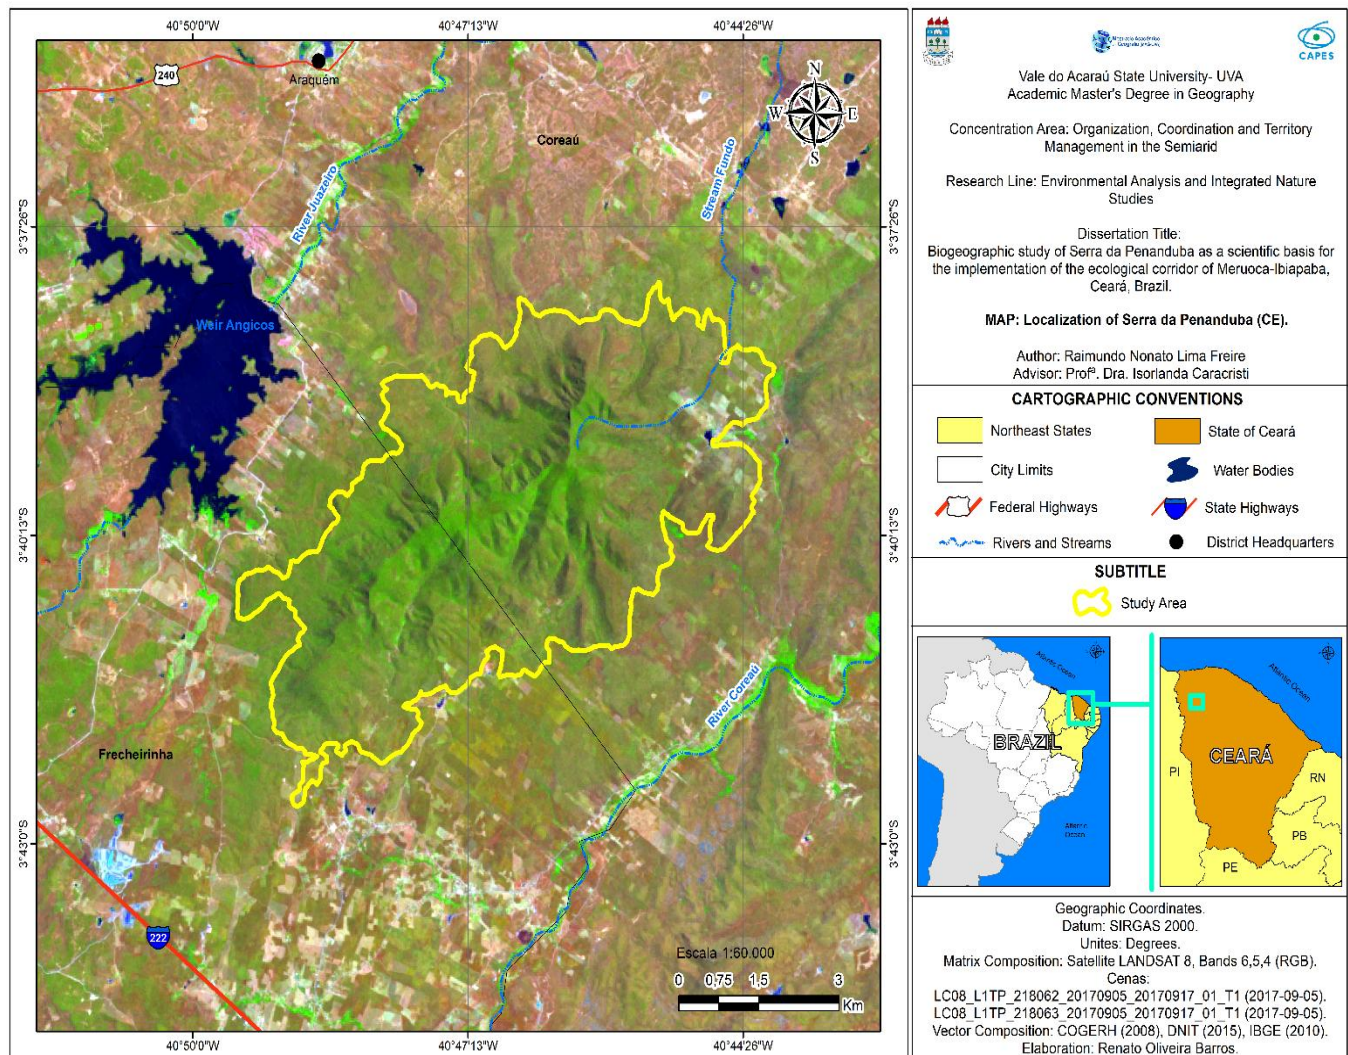 40°50'0"W
40°47'13"W
40°44'26"W
3°37'26"S
3°40'13"S
3°43'0"S
3°37'26"S
3°40'13"S
3°43'0"S
40°50'0"W
40°47'13"W
40°44'26"W
240
Araquém
Coreaú
N
W
E
S
River Juazeiro
Stream Fundo
Weir Angicos
River Coreaú
Frecheirinha
222
Escala 1:60.000
0 0,75 1,5 3
Km
CAPES
Vale do Acaraú State University- UVA
Academic Master's Degree in Geography
Concentration Area: Organization, Coordination and Territory
Management in the Semiarid
Research Line: Environmental Analysis and Integrated Nature
Studies
Dissertation Title:
Biogeographic study of Serra da Penanduba as a scientific basis for
the implementation of the ecological corridor of Meruoca-Ibiapaba,
Ceará, Brazil.
MAP: Localization of Serra da Penanduba (CE).
Author: Raimundo Nonato Lima Freire
Advisor: Profª. Dra. Isorlanda Caracristi
CARTOGRAPHIC CONVENTIONS
Northeast States
State of Ceará
City Limits
Water Bodies
Federal Highways
State Highways
Rivers and Streams
District Headquarters
SUBTITLE
Study Area
Atlantic Ocean
BRAZIL
Atlantic
Ocean
Atlantic Ocean
CEARÁ
PI
RN
PB
PE
Geographic Coordinates.
Datum: SIRGAS 2000.
Unites: Degrees.
Matrix Composition: Satellite LANDSAT 8, Bands 6,5,4 (RGB).
Cenas:
LC08_L1TP_218062_20170905_20170917_01_T1 (2017-09-05).
LC08_L1TP_218063_20170905_20170917_01_T1 (2017-09-05).
Vector Composition: COGERH (2008), DNIT (2015), IBGE (2010).
Elaboration: Renato Oliveira Barros.